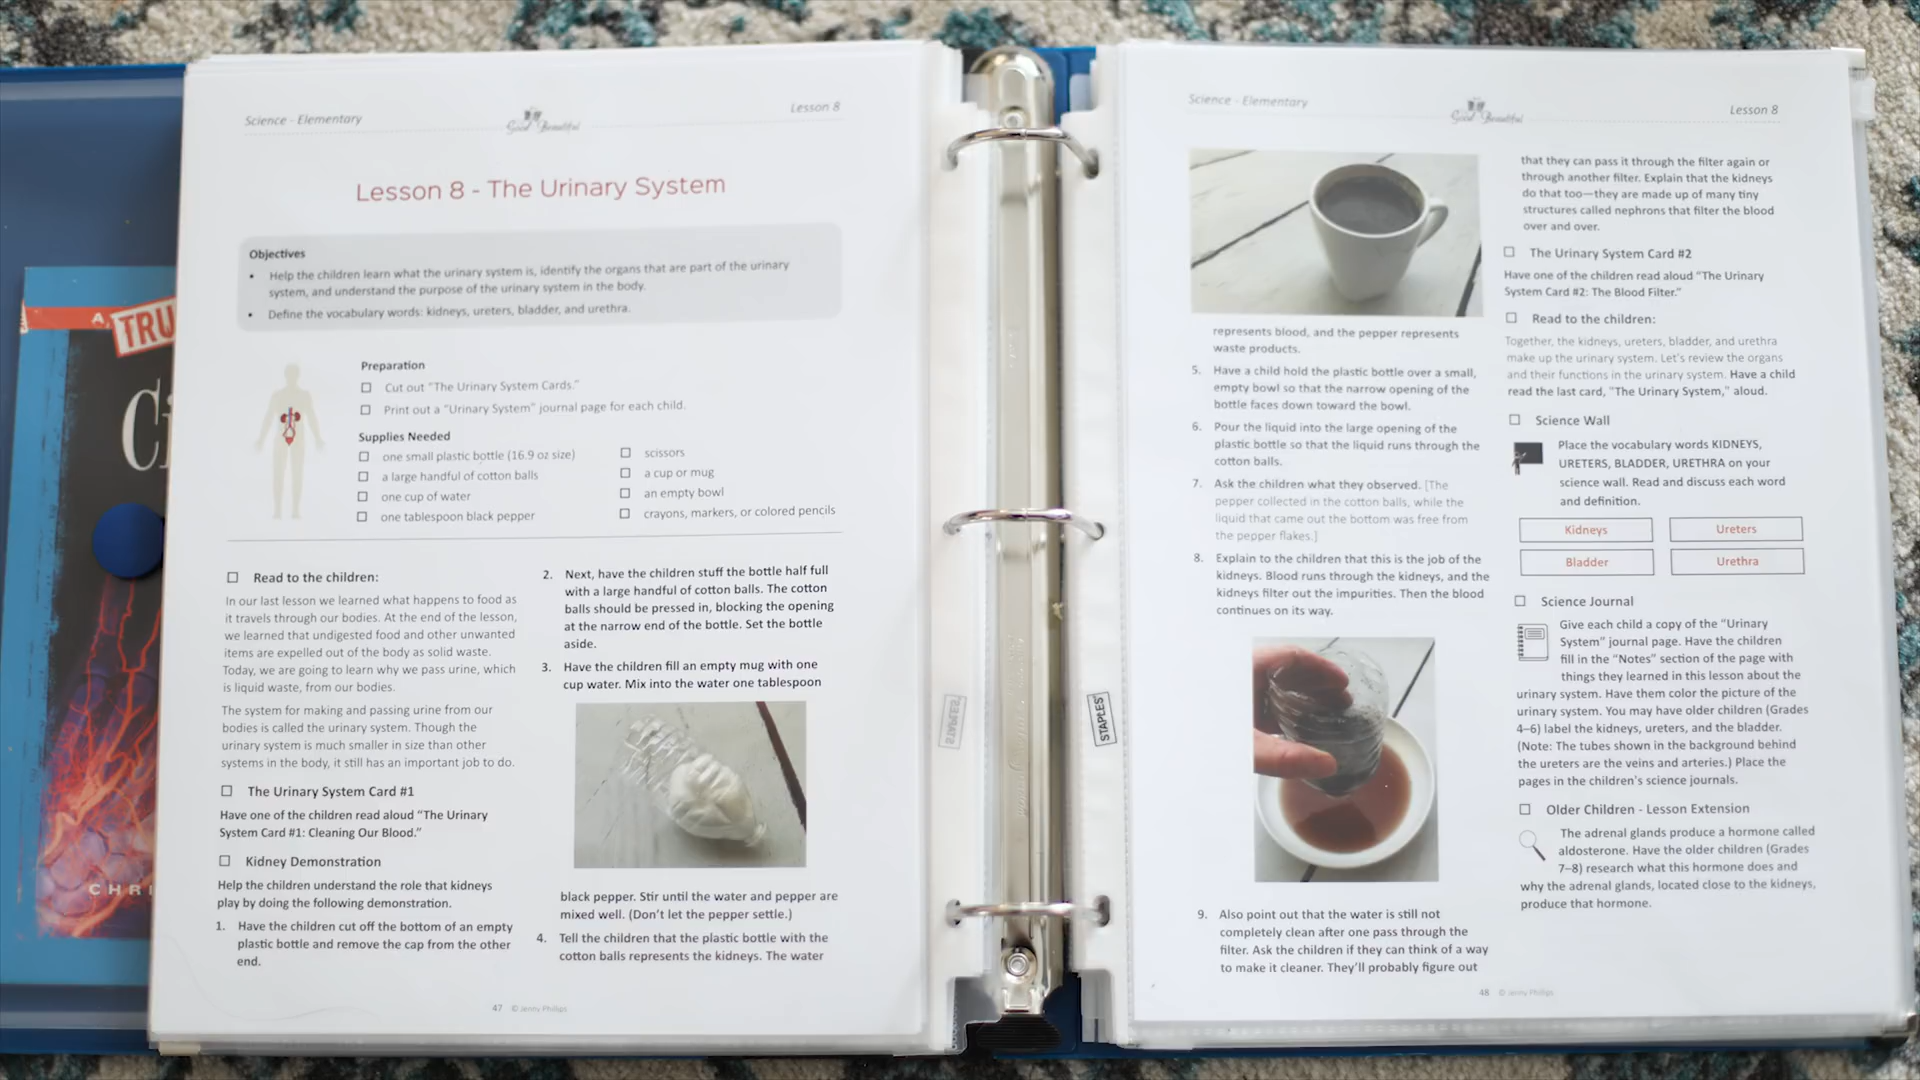 A
TRU
Ci
CHRI
Science - Elementary
Good & Beautiful
Lesson 8
Lesson 8 - The Urinary System
Objectives
• Help the children learn what the urinary system is, identify the organs that are part of the urinary
system, and understand the purpose of the urinary system in the body.
• Define the vocabulary words: kidneys, ureters, bladder, and urethra.
Preparation
Cut out "The Urinary System Cards."
Print out a "Urinary System" journal page for each child.
Supplies Needed
one small plastic bottle (16.9 oz size)
a large handful of cotton balls
one cup of water
one tablespoon black pepper
scissors
a cup or mug
an empty bowl
crayons, markers, or colored pencils
Read to the children:
In our last lesson we learned what happens to food as
it travels through our bodies. At the end of the lesson,
we learned that undigested food and other unwanted
items are expelled out of the body as solid waste.
Today, we are going to learn why we pass urine, which
is liquid waste, from our bodies.
The system for making and passing urine from our
bodies is called the urinary system. Though the
urinary system is much smaller in size than other
systems in the body, it still has an important job to do.
The Urinary System Card #1
Have one of the children read aloud "The Urinary
System Card #1: Cleaning Our Blood."
Kidney Demonstration
Help the children understand the role that kidneys
play by doing the following demonstration.
1. Have the children cut off the bottom of an empty
plastic bottle and remove the cap from the other
end.
2. Next, have the children stuff the bottle half full
with a large handful of cotton balls. The cotton
balls should be pressed in, blocking the opening
at the narrow end of the bottle. Set the bottle
aside.
3. Have the children fill an empty mug with one
cup water. Mix into the water one tablespoon
black pepper. Stir until the water and pepper are
mixed well. (Don't let the pepper settle.)
4. Tell the children that the plastic bottle with the
cotton balls represents the kidneys. The water
47 © Jenny Phillips
STAPLES
STAPLES
Science - Elementary
Good & Beautiful
Lesson 8
represents blood, and the pepper represents
waste products.
5. Have a child hold the plastic bottle over a small,
empty bowl so that the narrow opening of the
bottle faces down toward the bowl.
6. Pour the liquid into the large opening of the
plastic bottle so that the liquid runs through the
cotton balls.
7. Ask the children what they observed. [The
pepper collected in the cotton balls, while the
liquid that came out the bottom was free from
the pepper flakes.]
8. Explain to the children that this is the job of the
kidneys. Blood runs through the kidneys, and the
kidneys filter out the impurities. Then the blood
continues on its way.
9. Also point out that the water is still not
completely clean after one pass through the
filter. Ask the children if they can think of a way
to make it cleaner. They'll probably figure out
that they can pass it through the filter again or
through another filter. Explain that the kidneys
do that too—they are made up of many tiny
structures called nephrons that filter the blood
over and over.
The Urinary System Card #2
Have one of the children read aloud "The Urinary
System Card #2: The Blood Filter."
Read to the children:
Together, the kidneys, ureters, bladder, and urethra
make up the urinary system. Let's review the organs
and their functions in the urinary system. Have a child
read the last card, "The Urinary System," aloud.
Science Wall
Place the vocabulary words KIDNEYS,
URETERS, BLADDER, URETHRA on your
science wall. Read and discuss each word
and definition.
Kidneys
Ureters
Bladder
Urethra
Science Journal
Give each child a copy of the "Urinary
System" journal page. Have the children
fill in the "Notes" section of the page with
things they learned in this lesson about the
urinary system. Have them color the picture of the
urinary system. You may have older children (Grades
4–6) label the kidneys, ureters, and the bladder.
(Note: The tubes shown in the background behind
the ureters are the veins and arteries.) Place the
pages in the children's science journals.
Older Children - Lesson Extension
The adrenal glands produce a hormone called
aldosterone. Have the older children (Grades
7–8) research what this hormone does and
why the adrenal glands, located close to the kidneys,
produce that hormone.
48 © Jenny Phillips